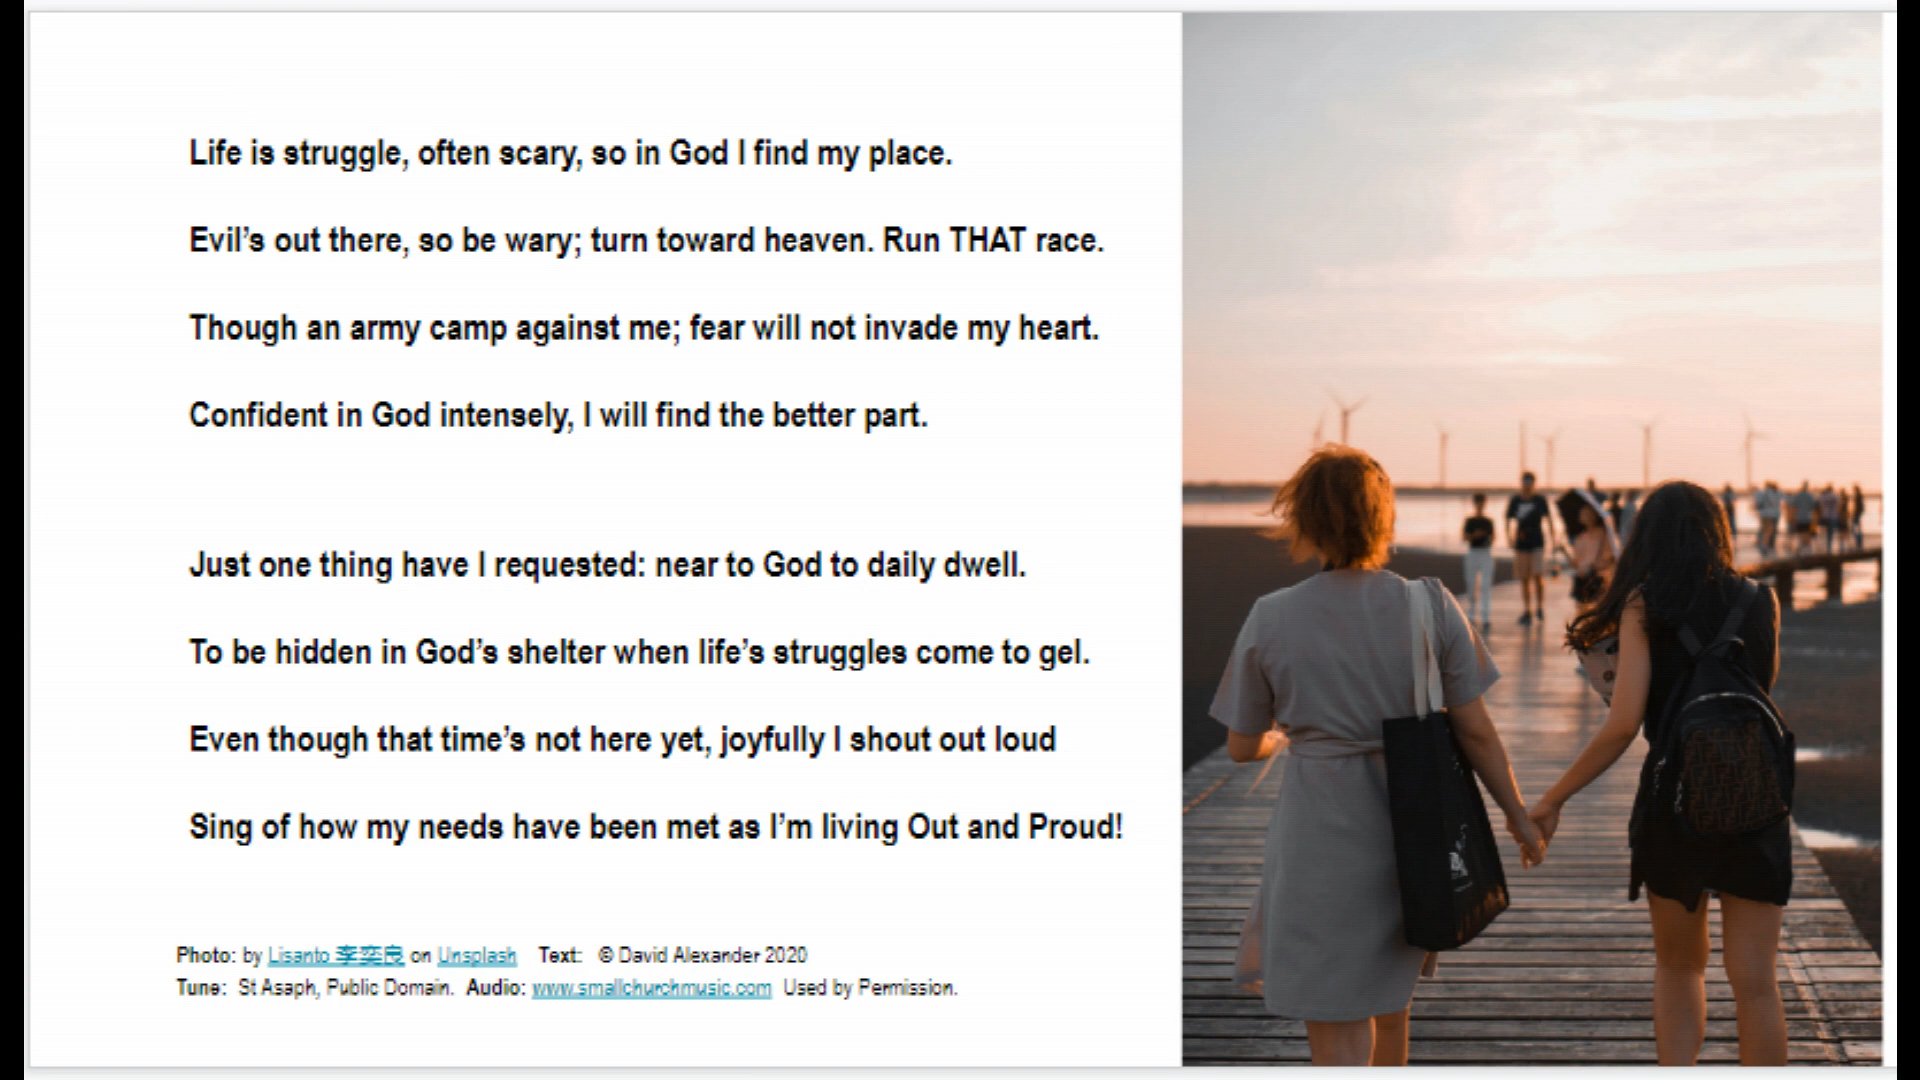 Life is struggle, often scary, so in God I find my place.
Evil’s out there, so be wary; turn toward heaven. Run THAT race.
Though an army camp against me; fear will not invade my heart.
Confident in God intensely, I will find the better part.
Just one thing have I requested: near to God to daily dwell.
To be hidden in God’s shelter when life’s struggles come to gel.
Even though that time’s not here yet, joyfully I shout out loud
Sing of how my needs have been met as I’m living Out and Proud!
Photo: by Lisanto 李奕良 on Unsplash Text: © David Alexander 2020
Tune: St Asaph, Public Domain. Audio: www.smallchurchmusic.com Used by Permission.